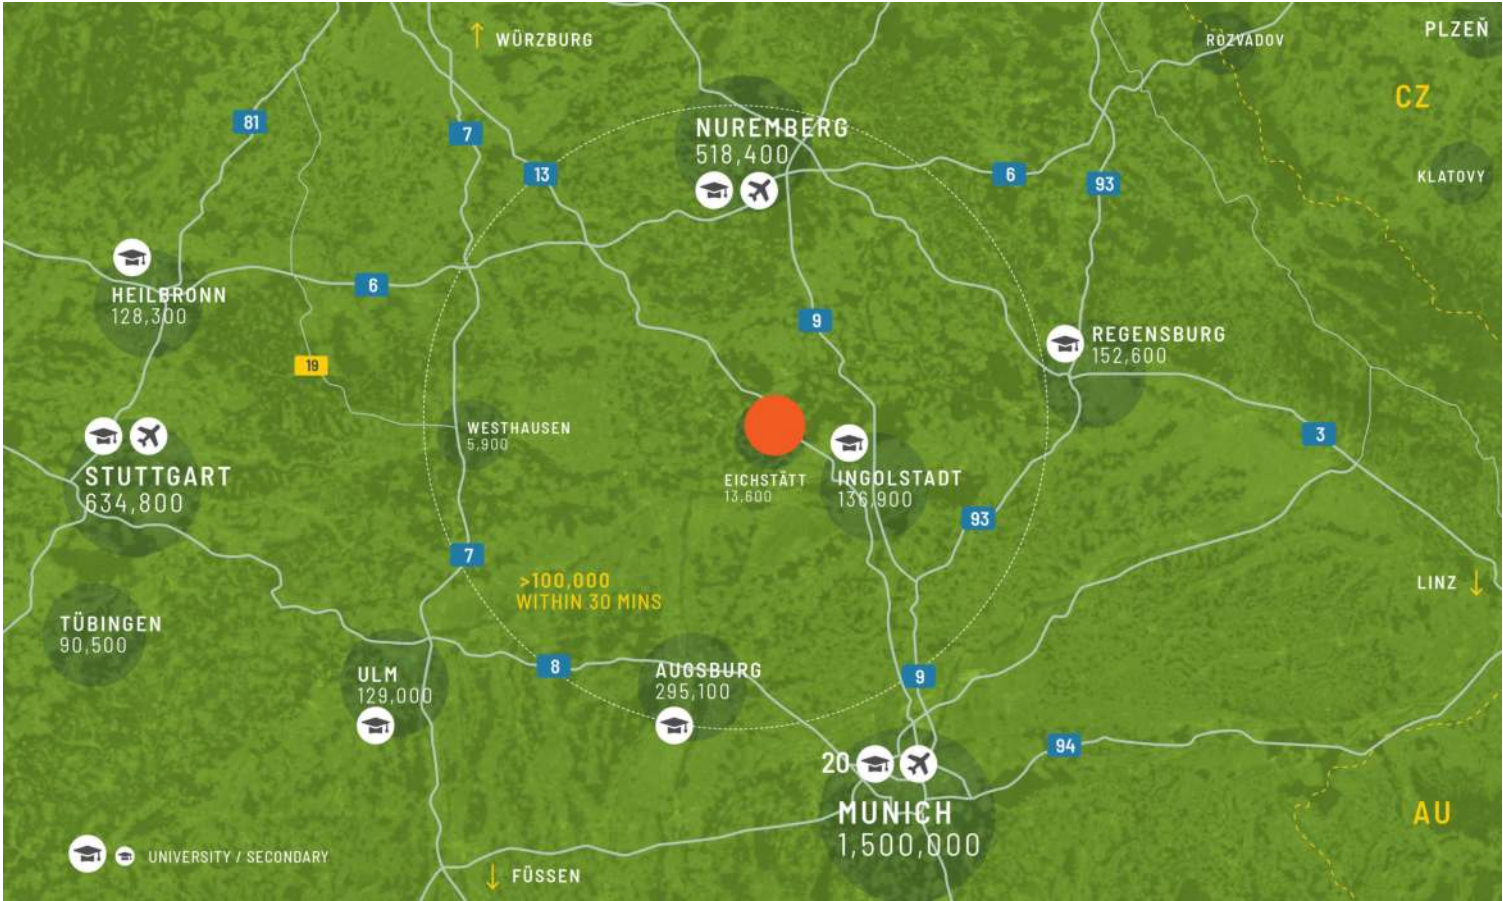 WÜRZBURG
ROZVADOV
PLZEŇ
CZ
81
7
NUREMBERG
518,400
13
6
93
KLATOVY
HEILBRONN
128,300
6
9
REGENSBURG
152,600
19
WESTHAUSEN
5,900
3
STUTTGART
634,800
EICHSTÄTT
13,600
INGOLSTADT
136,900
93
7
>100,000
WITHIN 30 MINS
LINZ
TÜBINGEN
90,500
8
ULM
129,000
AUGSBURG
295,100
9
94
20
MUNICH
1,500,000
AU
UNIVERSITY / SECONDARY
FÜSSEN